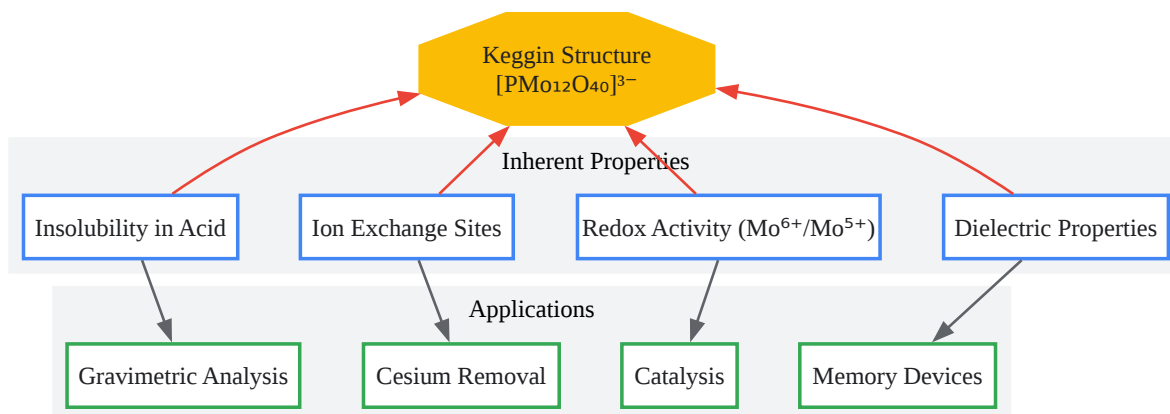 Keggin Structure
[PMo₁₂O₄₀]³⁻
Inherent Properties
Insolubility in Acid
Ion Exchange Sites
Redox Activity (Mo⁶⁺/Mo⁵⁺)
Dielectric Properties
Applications
Gravimetric Analysis
Cesium Removal
Catalysis
Memory Devices